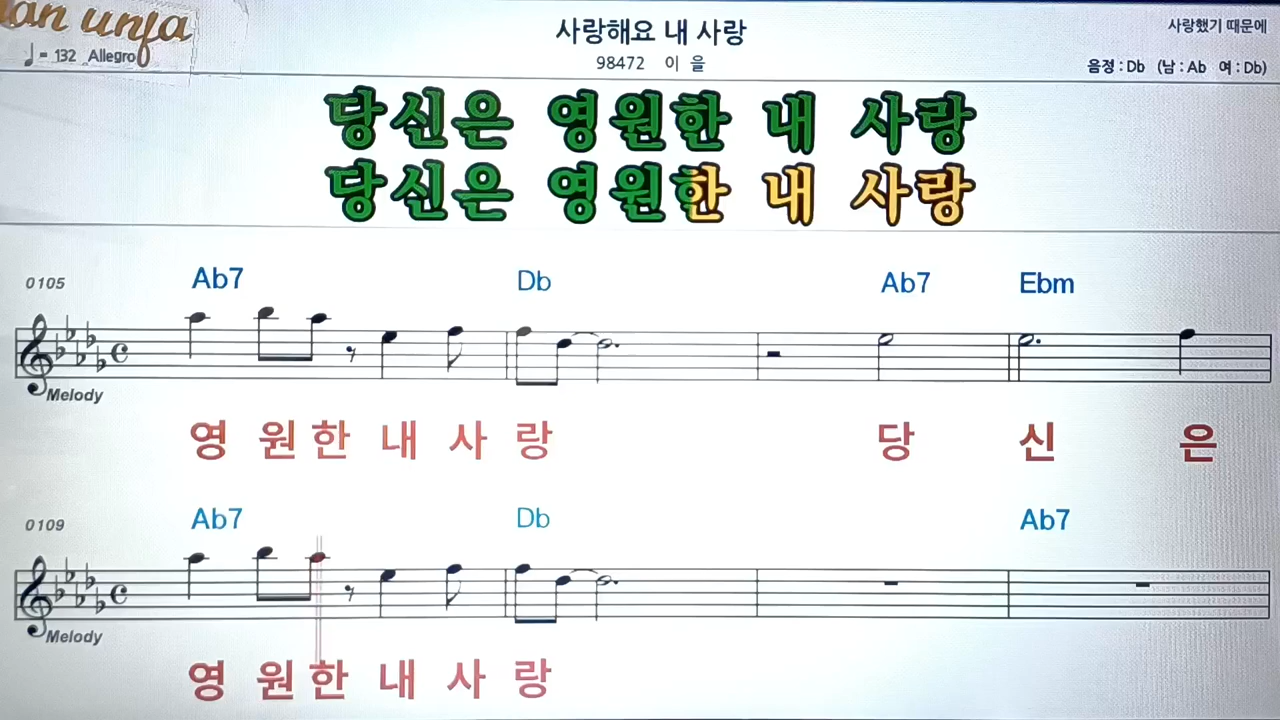 an unfa
♩= 132 Allegro
사랑해요 내 사랑
98472 이 을
사랑했기 때문에
음정 : Db (남 : Ab 여 : Db)
당신은 영원한 내 사랑
당신은 영원한 내 사랑
0105 Ab7 Db Ab7 Ebm
Melody
영 원 한 내 사 랑 당 신 은
0109 Ab7 Db Ab7
Melody
영 원 한 내 사 랑